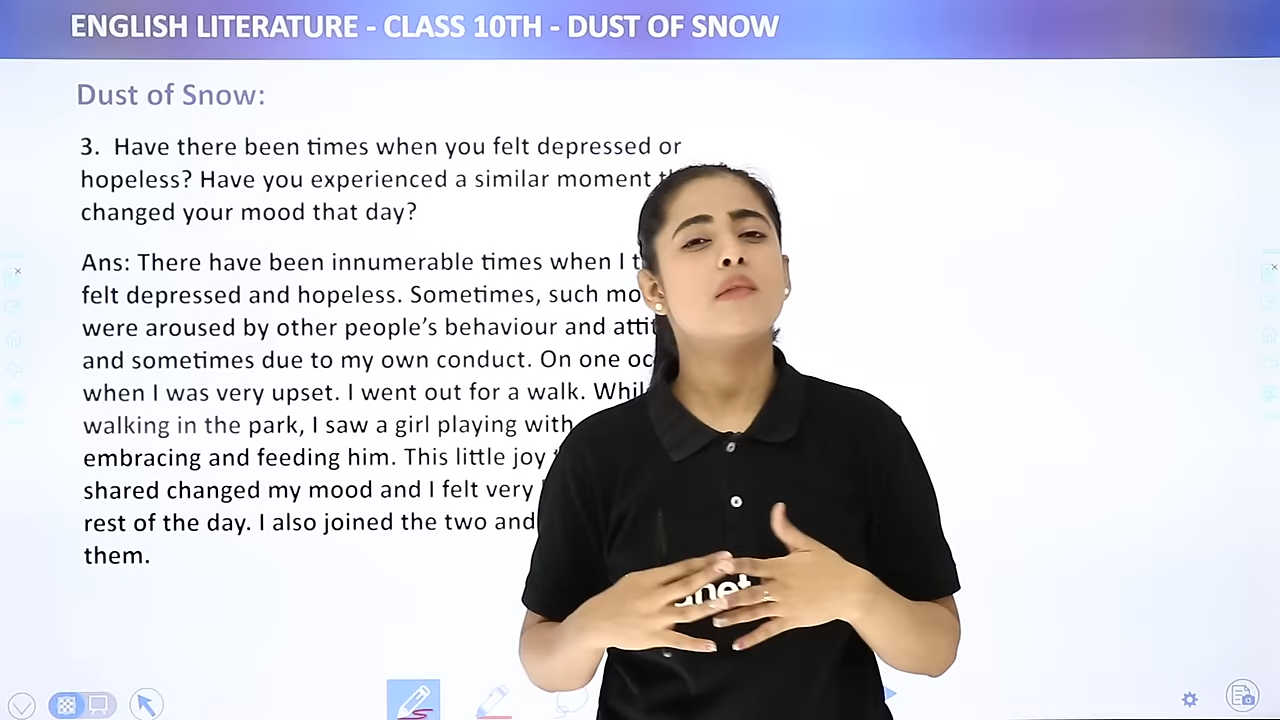 ENGLISH LITERATURE - CLASS 10TH - DUST OF SNOW
Dust of Snow:
3. Have there been times when you felt depressed or
hopeless? Have you experienced a similar moment
changed your mood that day?
Ans: There have been innumerable times when I
felt depressed and hopeless. Sometimes, such
were aroused by other people's behaviour and
and sometimes due to my own conduct. On one
when I was very upset. I went out for a walk.
walking in the park, I saw a girl playing with
embracing and feeding him. This little joy
shared changed my mood and I felt very
rest of the day. I also joined the two and
them.